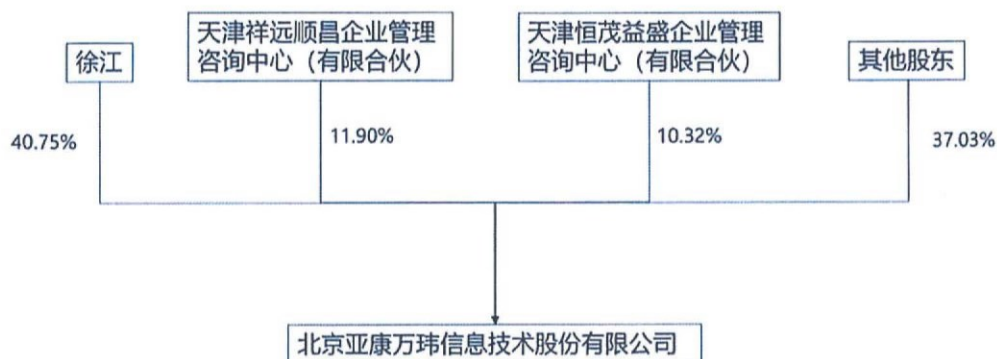 天津祥远顺昌企业管理
咨询中心（有限合伙）
天津恒茂益盛企业管理
咨询中心（有限合伙）
徐江
其他股东
40.75%
11.90%
10.32%
37.03%
北京亚康万玮信息技术股份有限公司